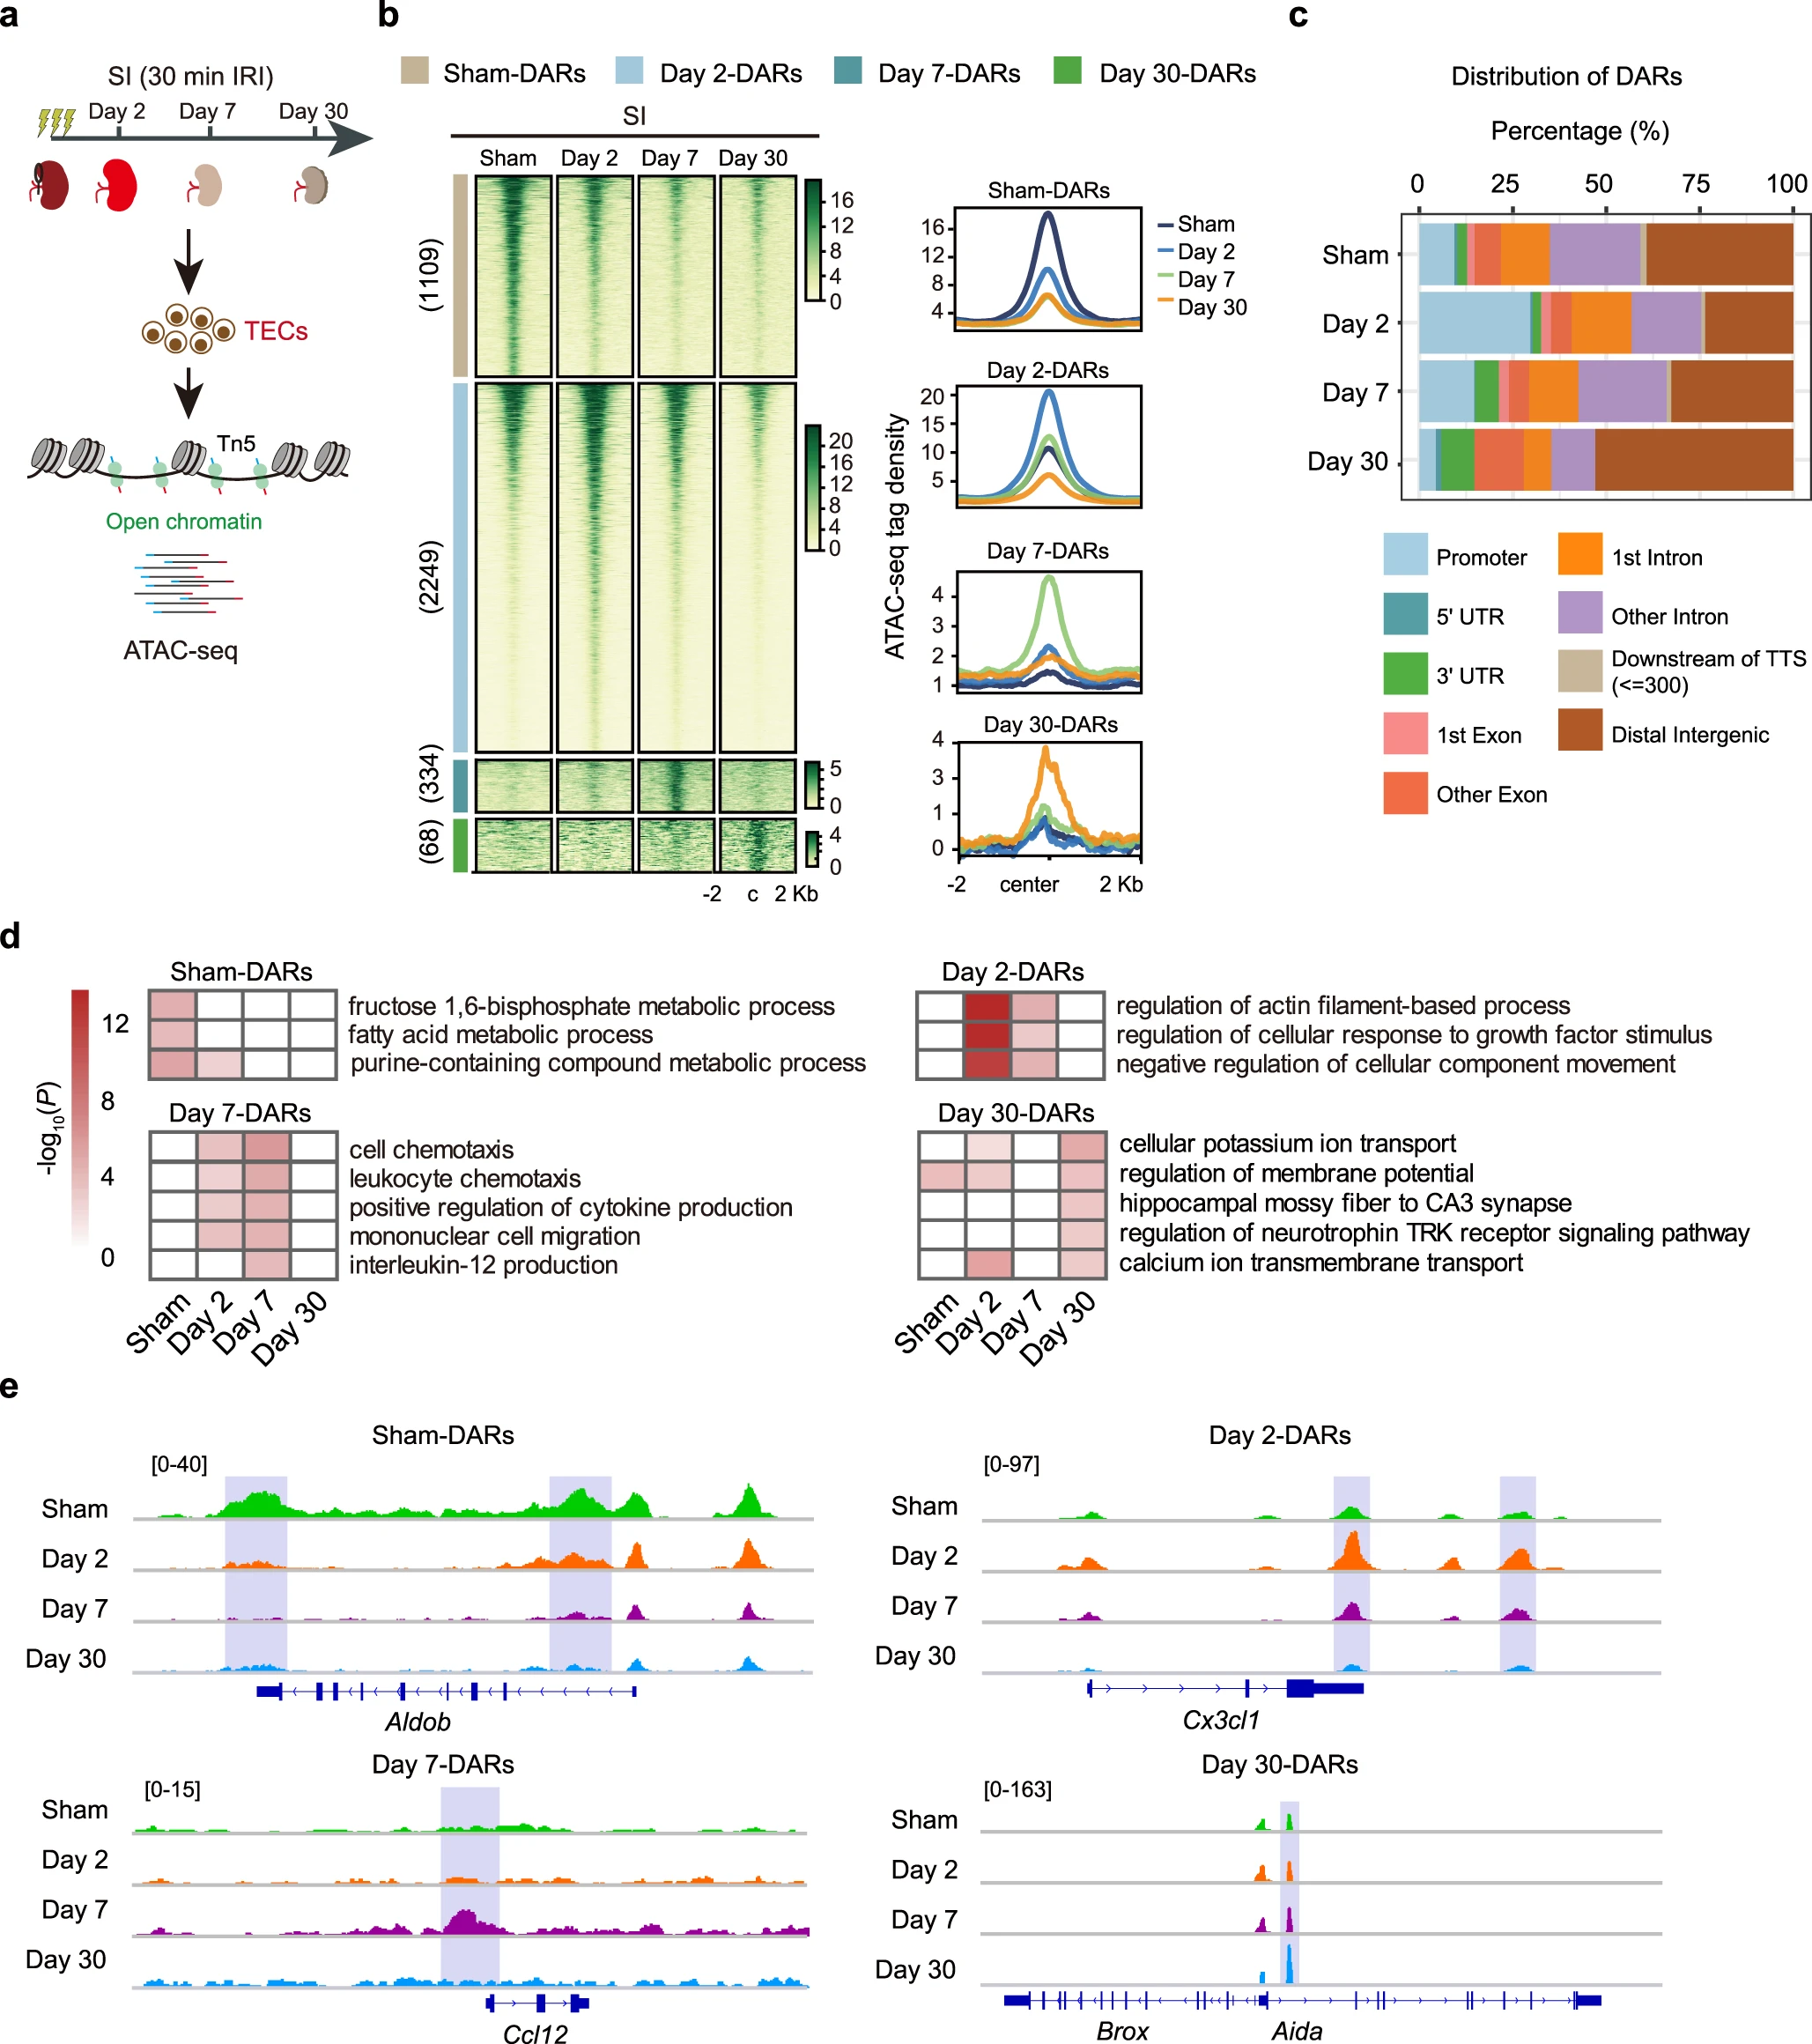 a
SI (30 min IRI)
Day 2 Day 7 Day 30
TECs
Tn5
Open chromatin
ATAC-seq
b
Sham-DARs Day 2-DARs Day 7-DARs Day 30-DARs
SI
Sham Day 2 Day 7 Day 30
(1109)
16
12
8
4
0
(2249)
20
16
12
8
4
0
(334)
5
0
(68)
4
0
-2 c 2 Kb
ATAC-seq tag density
Sham-DARs
16
12
8
4
Sham
Day 2
Day 7
Day 30
Day 2-DARs
20
15
10
5
Day 7-DARs
4
3
2
1
Day 30-DARs
4
3
1
0
-2 center 2 Kb
c
Distribution of DARs
Percentage (%)
0 25 50 75 100
Sham
Day 2
Day 7
Day 30
Promoter
5' UTR
3' UTR
1st Exon
Other Exon
1st Intron
Other Intron
Downstream of TTS
(<=300)
Distal Intergenic
d
-log10(P)
12
8
4
0
Sham-DARs
fructose 1,6-bisphosphate metabolic process
fatty acid metabolic process
purine-containing compound metabolic process
Day 7-DARs
cell chemotaxis
leukocyte chemotaxis
positive regulation of cytokine production
mononuclear cell migration
interleukin-12 production
Sham Day 2 Day 7 Day 30
Day 2-DARs
regulation of actin filament-based process
regulation of cellular response to growth factor stimulus
negative regulation of cellular component movement
Day 30-DARs
cellular potassium ion transport
regulation of membrane potential
hippocampal mossy fiber to CA3 synapse
regulation of neurotrophin TRK receptor signaling pathway
calcium ion transmembrane transport
Sham Day 2 Day 7 Day 30
e
Sham-DARs
[0-40]
Sham
Day 2
Day 7
Day 30
Aldob
Day 2-DARs
[0-97]
Sham
Day 2
Day 7
Day 30
Cx3cl1
Day 7-DARs
[0-15]
Sham
Day 2
Day 7
Day 30
Ccl12
Day 30-DARs
[0-163]
Sham
Day 2
Day 7
Day 30
Brox Aida